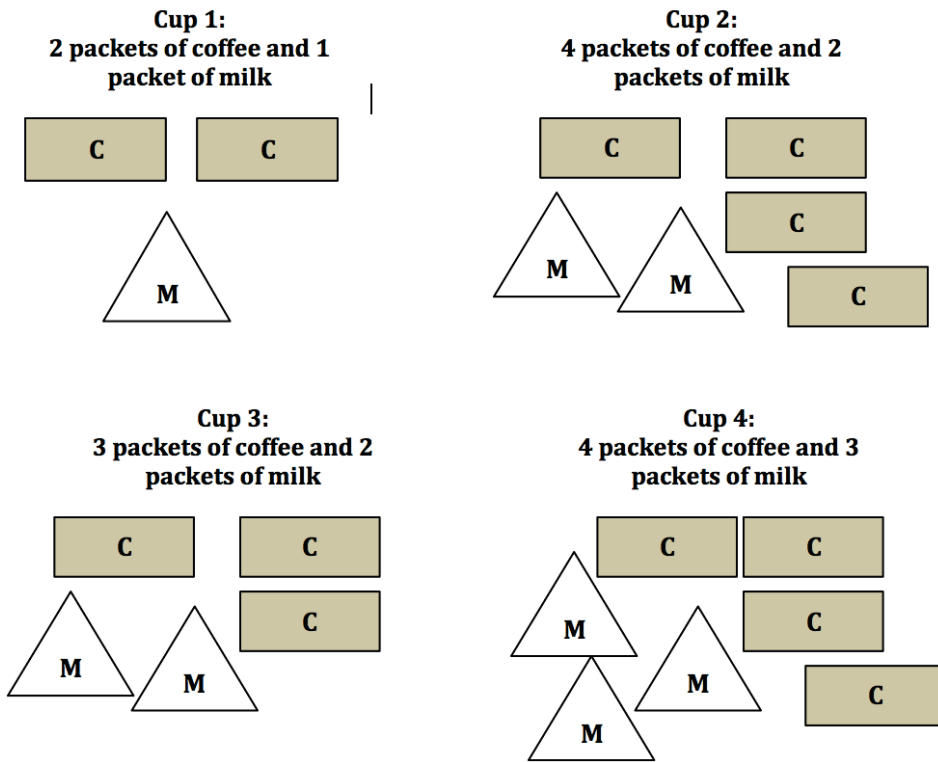 Cup 1:
2 packets of coffee and 1
packet of milk
C
C
M
Cup 2:
4 packets of coffee and 2
packets of milk
C
C
C
M
M
C
Cup 3:
3 packets of coffee and 2
packets of milk
C
C
C
M
M
Cup 4:
4 packets of coffee and 3
packets of milk
C
C
C
M
M
C
M